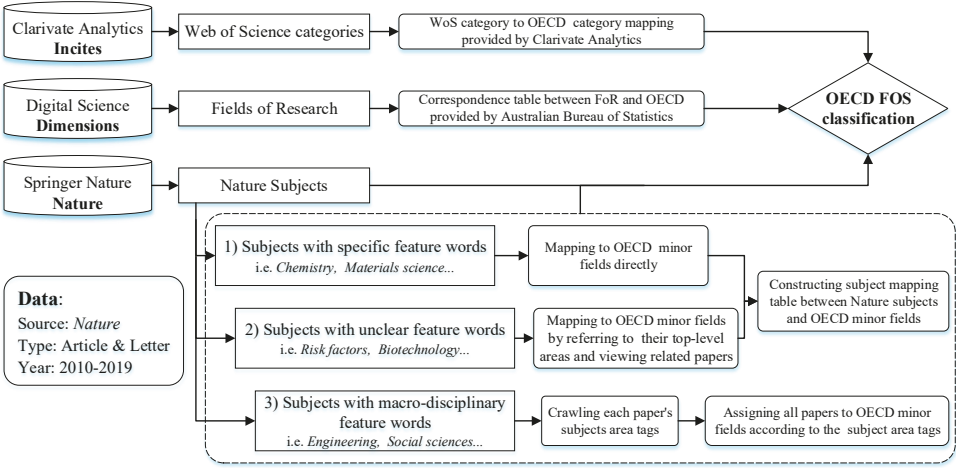 Clarivate Analytics
Incites
Web of Science categories
WoS category to OECD category mapping
provided by Clarivate Analytics
Digital Science
Dimensions
Fields of Research
Correspondence table between FoR and OECD
provided by Australian Bureau of Statistics
OECD FOS
classification
Springer Nature
Nature
Nature Subjects
1) Subjects with specific feature words
i.e. Chemistry, Materials science...
Mapping to OECD minor
fields directly
2) Subjects with unclear feature words
i.e. Risk factors, Biotechnology...
Mapping to OECD minor fields
by referring to their top-level
areas and viewing related papers
Constructing subject mapping
table between Nature subjects
and OECD minor fields
3) Subjects with macro-disciplinary
feature words
i.e. Engineering, Social sciences...
Crawling each paper's
subjects area tags
Assigning all papers to OECD minor
fields according to the subject area tags
Data:
Source: Nature
Type: Article & Letter
Year: 2010-2019